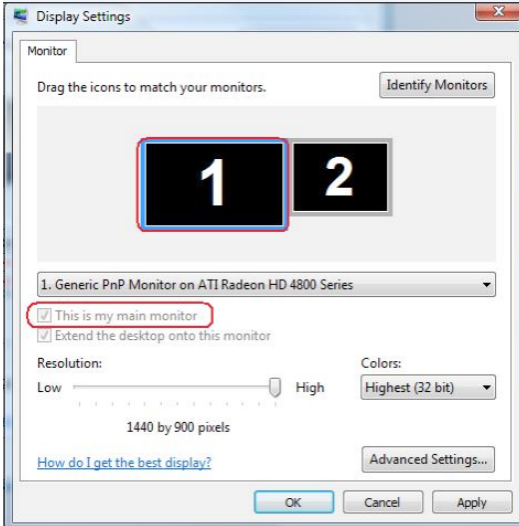 Display Settings
Monitor
Drag the icons to match your monitors.
Identify Monitors
1
2
1. Generic PnP Monitor on ATI Radeon HD 4800 Series
This is my main monitor
Extend the desktop onto this monitor
Resolution:
Colors:
Low
High
Highest (32 bit)
1440 by 900 pixels
How do I get the best display?
Advanced Settings...
OK
Cancel
Apply